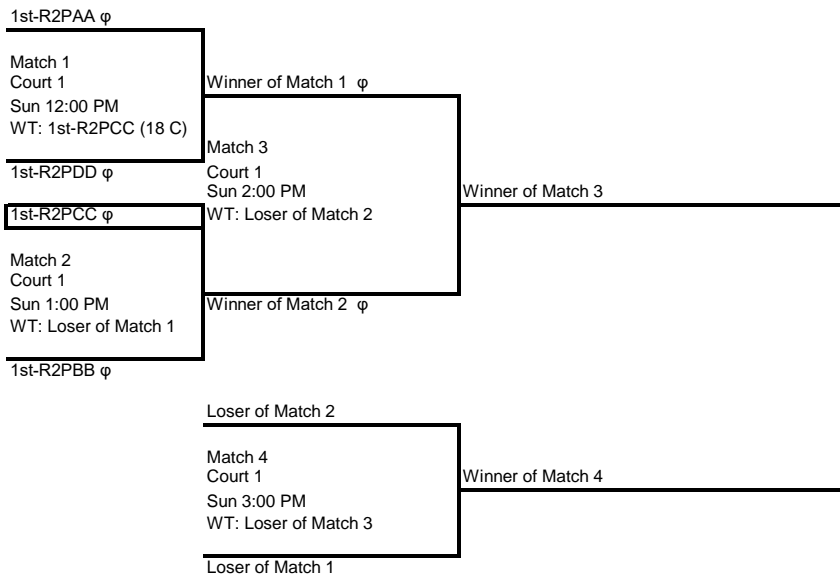 1st-R2PAA φ
Match 1
Court 1
Sun 12:00 PM
WT: 1st-R2PCC (18 C)
1st-R2PDD φ
1st-R2PCC φ
Match 2
Court 1
Sun 1:00 PM
WT: Loser of Match 1
1st-R2PBB φ
Winner of Match 1 φ
Match 3
Court 1
Sun 2:00 PM
WT: Loser of Match 2
Winner of Match 2 φ
Winner of Match 3
Loser of Match 2
Match 4
Court 1
Sun 3:00 PM
WT: Loser of Match 3
Loser of Match 1
Winner of Match 4